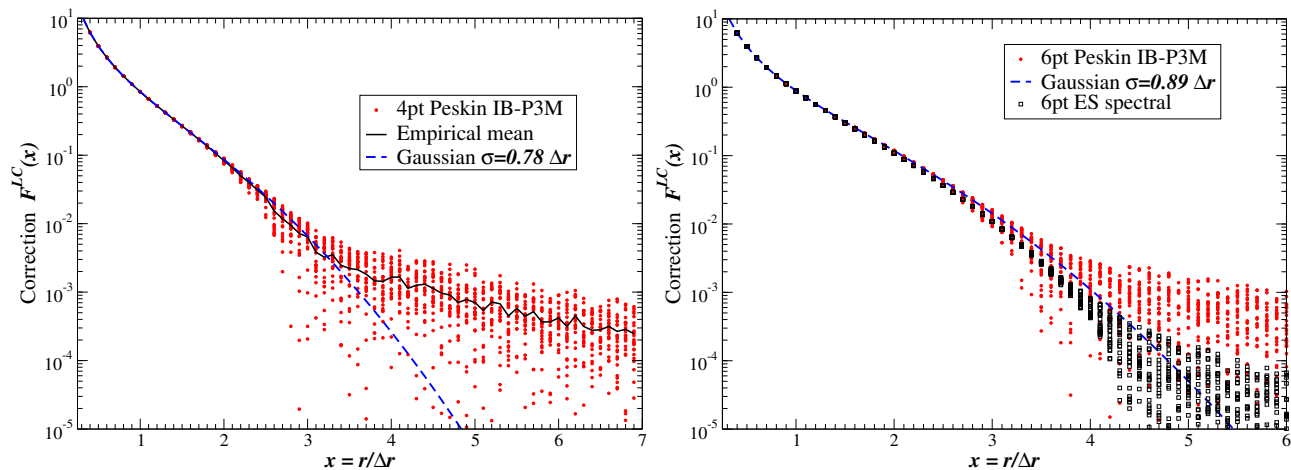 10^1
10^0
10^-1
10^-2
10^-3
10^-4
10^-5
Correction F^LC(x)
4pt Peskin IB-P3M
Empirical mean
Gaussian σ=0.78 Δr
1 2 3 4 5 6 7
x = r/Δr
10^1
10^0
10^-1
10^-2
10^-3
10^-4
10^-5
Correction F^LC(x)
6pt Peskin IB-P3M
Gaussian σ=0.89 Δr
6pt ES spectral
1 2 3 4 5 6
x = r/Δr